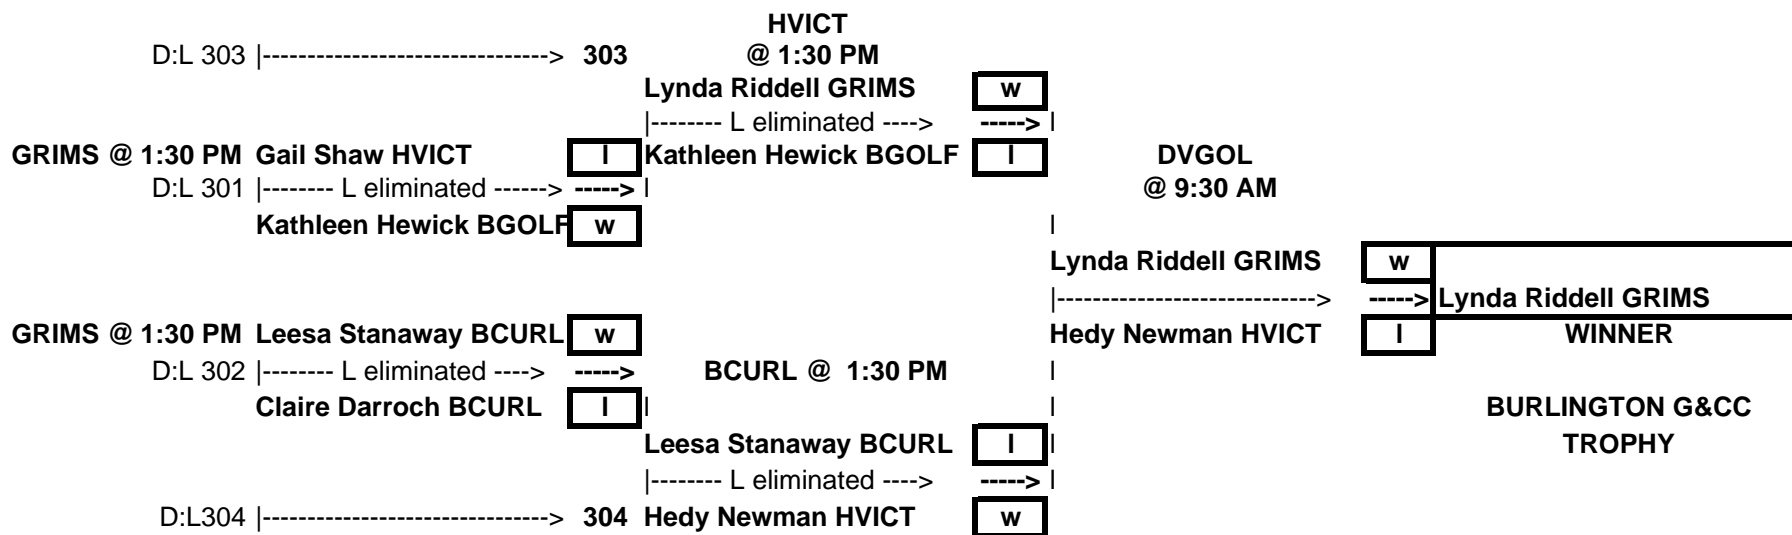 HVICT
D:L 303 |--------------------------------> 303 @ 1:30 PM
Lynda Riddell GRIMS w
|-------- L eliminated ----> -----> l
GRIMS @ 1:30 PM Gail Shaw HVICT l Kathleen Hewick BGOLF l DVGOL
D:L 301 |-------- L eliminated ------> -----> l @ 9:30 AM
Kathleen Hewick BGOLF w l
Lynda Riddell GRIMS w
|-----------------------------> -----> Lynda Riddell GRIMS
GRIMS @ 1:30 PM Leesa Stanaway BCURL w Hedy Newman HVICT l WINNER
D:L 302 |-------- L eliminated ----> -----> BCURL @ 1:30 PM l
Claire Darroch BCURL l l l BURLINGTON G&CC
Leesa Stanaway BCURL l l TROPHY
|-------- L eliminated ----> -----> l
D:L304 |--------------------------------> 304 Hedy Newman HVICT w